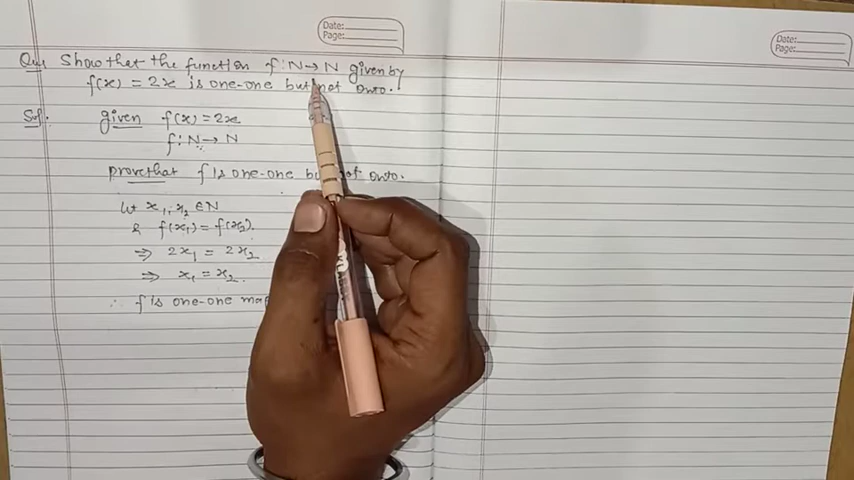 Date:
Page:
Date:
Page:
Que Show that the function f: N → N given by
f(x) = 2x is one-one but not onto.
Sol. given f(x) = 2x
f: N → N
prove that f is one-one but not onto.
let x₁, x₂ ∈ N
& f(x₁) = f(x₂).
⇒ 2x₁ = 2x₂
⇒ x₁ = x₂.
∴ f is one-one